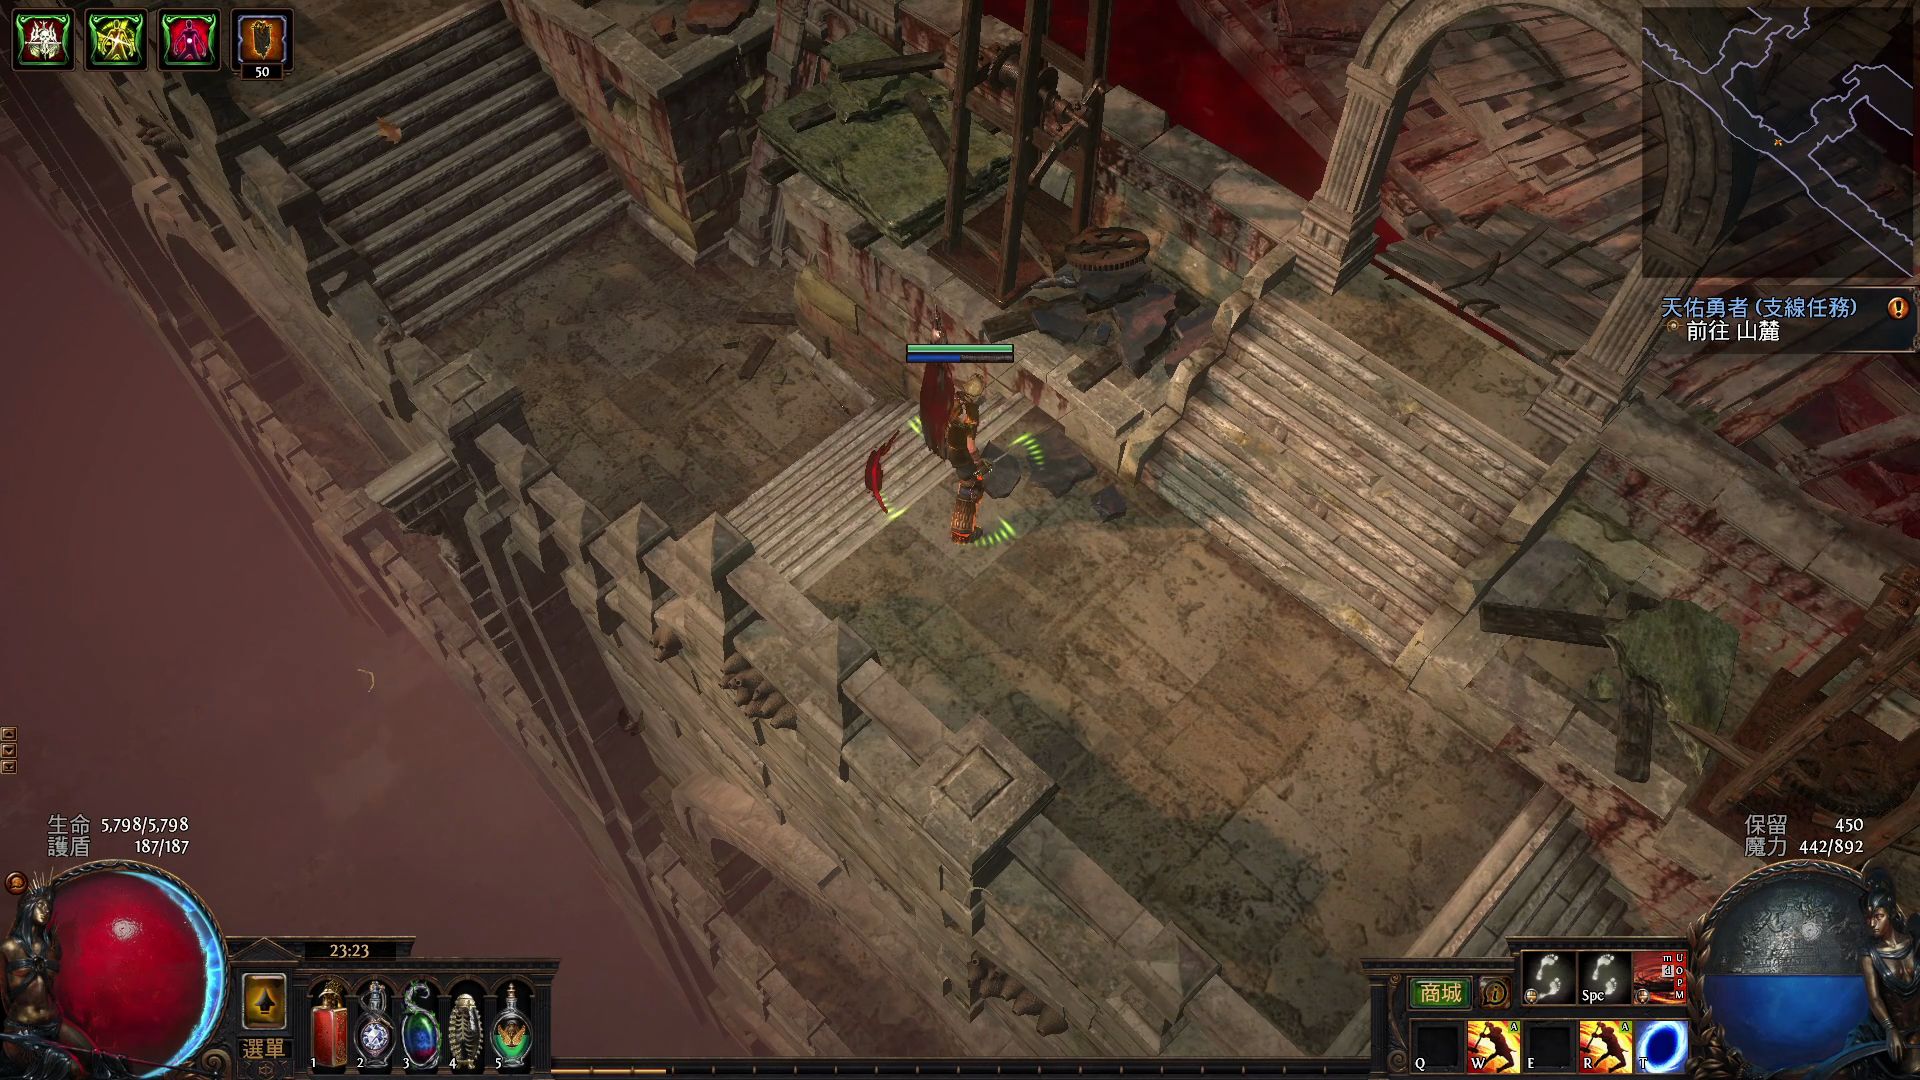 50
天佑勇者 (支線任務)
前往 山麓
生命 5,798/5,798
護盾 187/187
保留 450
魔力 442/892
23:23
選單
1 2 3 4 5
商城
Spc
Q W E R T
A A